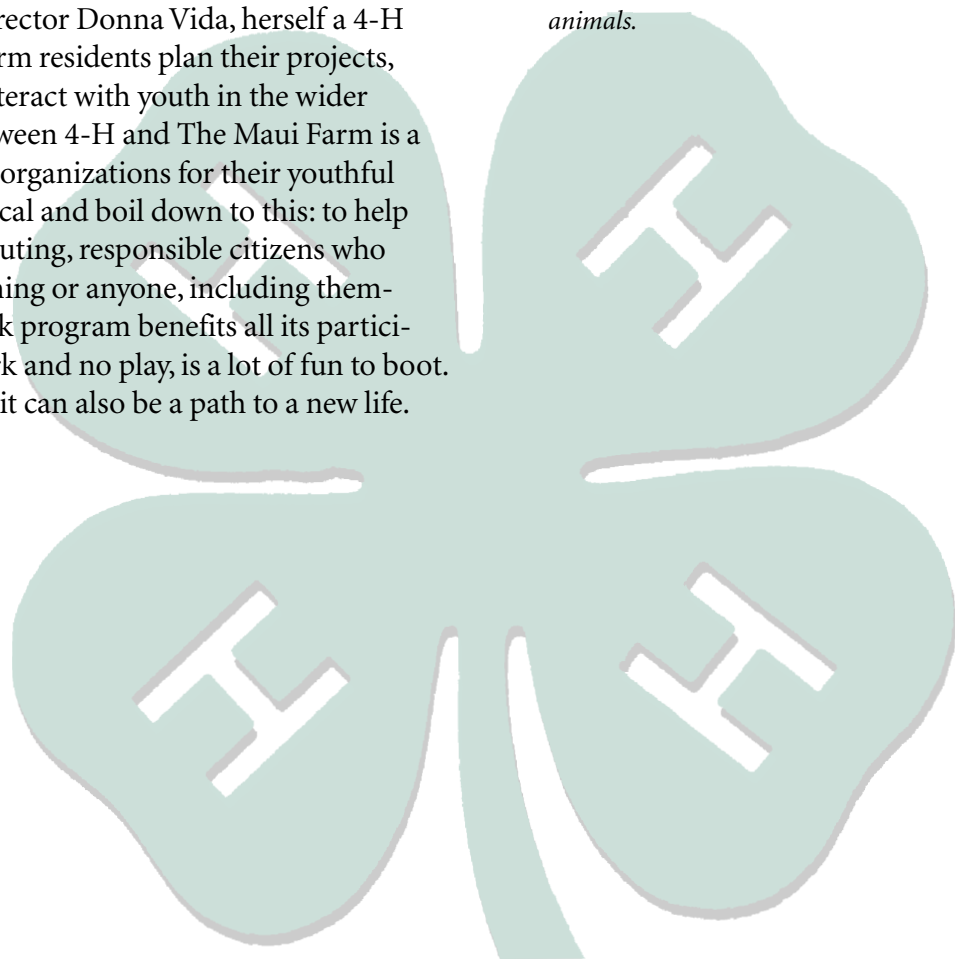 rector Donna Vida, herself a 4-H
rm residents plan their projects,
teract with youth in the wider
ween 4-H and The Maui Farm is a
organizations for their youthful
cal and boil down to this: to help
uting, responsible citizens who
ning or anyone, including them-
k program benefits all its partici-
rk and no play, is a lot of fun to boot.
it can also be a path to a new life.
animals.
H
H
H
H